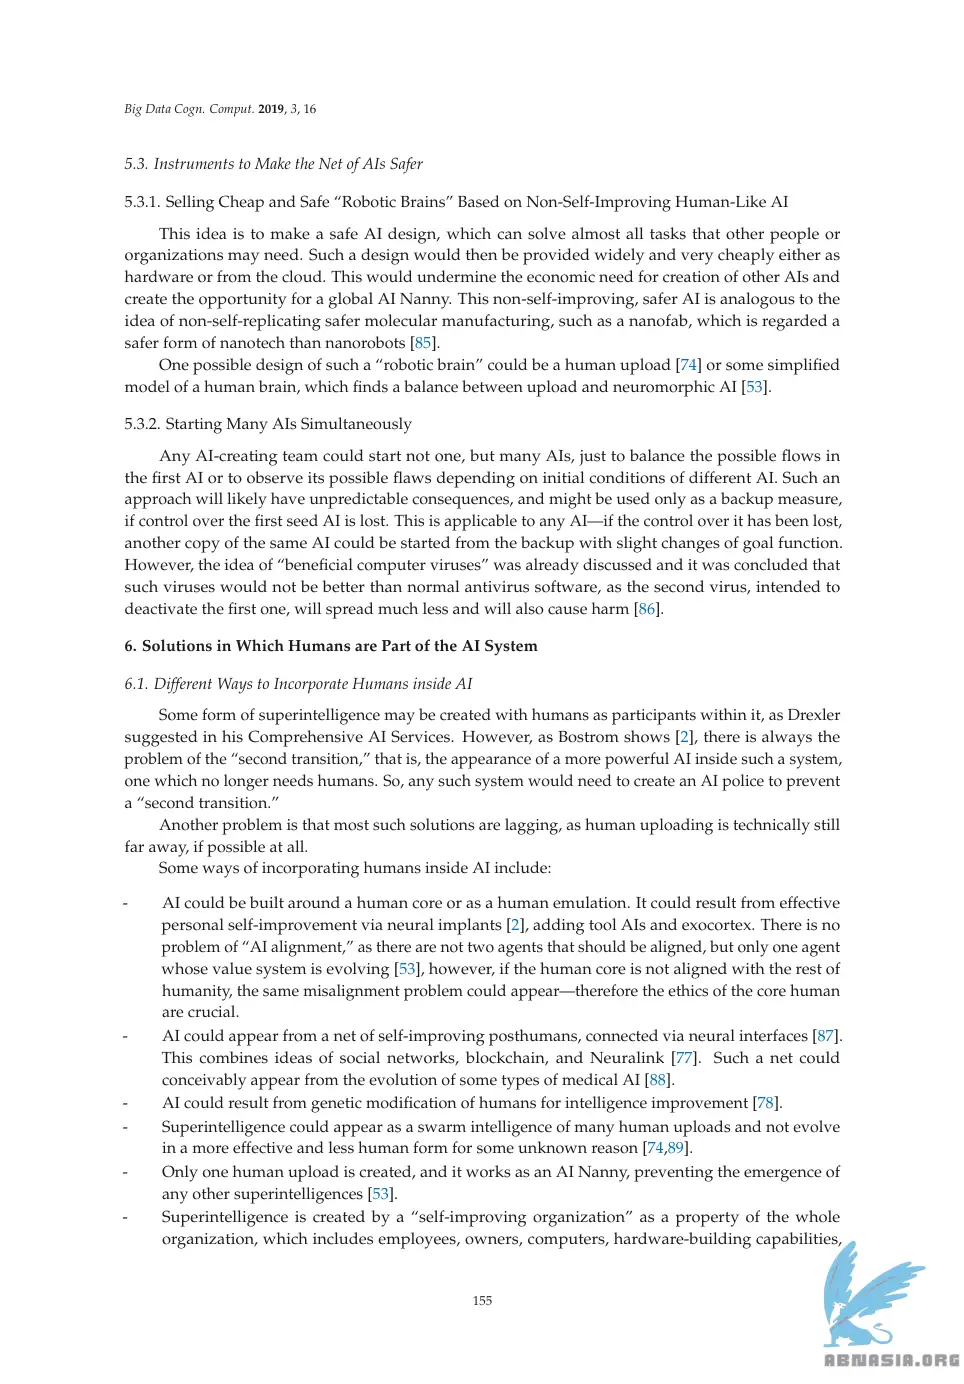 Big Data Cogn. Comput. 2019, 3, 16
5.3. Instruments to Make the Net of AIs Safer
5.3.1. Selling Cheap and Safe “Robotic Brains” Based on Non-Self-Improving Human-Like AI
This idea is to make a safe AI design, which can solve almost all tasks that other people or
organizations may need. Such a design would then be provided widely and very cheaply either as
hardware or from the cloud. This would undermine the economic need for creation of other AIs and
create the opportunity for a global AI Nanny. This non-self-improving, safer AI is analogous to the
idea of non-self-replicating safer molecular manufacturing, such as a nanofab, which is regarded a
safer form of nanotech than nanorobots [85].
One possible design of such a “robotic brain” could be a human upload [74] or some simplified
model of a human brain, which finds a balance between upload and neuromorphic AI [53].
5.3.2. Starting Many AIs Simultaneously
Any AI-creating team could start not one, but many AIs, just to balance the possible flows in
the first AI or to observe its possible flaws depending on initial conditions of different AI. Such an
approach will likely have unpredictable consequences, and might be used only as a backup measure,
if control over the first seed AI is lost. This is applicable to any AI—if the control over it has been lost,
another copy of the same AI could be started from the backup with slight changes of goal function.
However, the idea of “beneficial computer viruses” was already discussed and it was concluded that
such viruses would not be better than normal antivirus software, as the second virus, intended to
deactivate the first one, will spread much less and will also cause harm [86].
6. Solutions in Which Humans are Part of the AI System
6.1. Different Ways to Incorporate Humans inside AI
Some form of superintelligence may be created with humans as participants within it, as Drexler
suggested in his Comprehensive AI Services. However, as Bostrom shows [2], there is always the
problem of the “second transition,” that is, the appearance of a more powerful AI inside such a system,
one which no longer needs humans. So, any such system would need to create an AI police to prevent
a “second transition.”
Another problem is that most such solutions are lagging, as human uploading is technically still
far away, if possible at all.
Some ways of incorporating humans inside AI include:
- AI could be built around a human core or as a human emulation. It could result from effective
personal self-improvement via neural implants [2], adding tool AIs and exocortex. There is no
problem of “AI alignment,” as there are not two agents that should be aligned, but only one agent
whose value system is evolving [53], however, if the human core is not aligned with the rest of
humanity, the same misalignment problem could appear—therefore the ethics of the core human
are crucial.
- AI could appear from a net of self-improving posthumans, connected via neural interfaces [87].
This combines ideas of social networks, blockchain, and Neuralink [77]. Such a net could
conceivably appear from the evolution of some types of medical AI [88].
- AI could result from genetic modification of humans for intelligence improvement [78].
- Superintelligence could appear as a swarm intelligence of many human uploads and not evolve
in a more effective and less human form for some unknown reason [74,89].
- Only one human upload is created, and it works as an AI Nanny, preventing the emergence of
any other superintelligences [53].
- Superintelligence is created by a “self-improving organization” as a property of the whole
organization, which includes employees, owners, computers, hardware-building capabilities,
155
ABNASIA.ORG